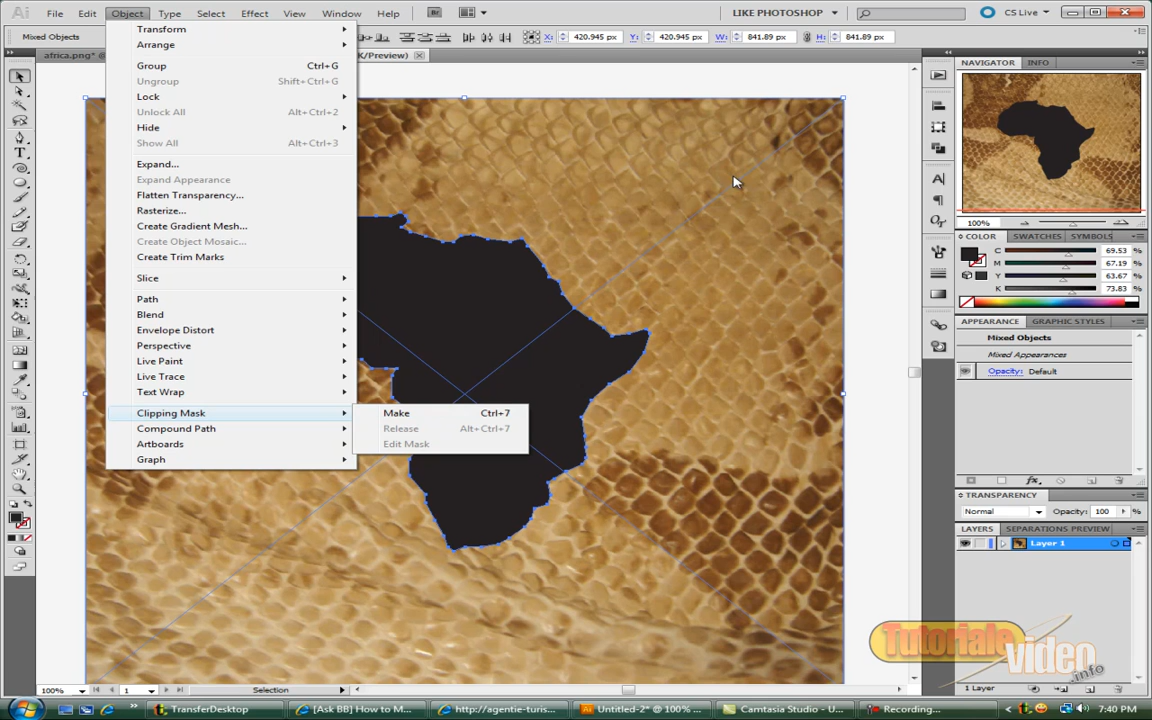 Ai File Edit Object Type Select Effect View Window Help Br LIKE PHOTOSHOP CS Live
Mixed Objects X: 420.945 px Y: 420.945 px W: 841.89 px H: 841.89 px
africa.png* K/Preview)
Transform
Arrange
Group Ctrl+G
Ungroup Shift+Ctrl+G
Lock
Unlock All Alt+Ctrl+2
Hide
Show All Alt+Ctrl+3
Expand...
Expand Appearance
Flatten Transparency...
Rasterize...
Create Gradient Mesh...
Create Object Mosaic...
Create Trim Marks
Slice
Path
Blend
Envelope Distort
Perspective
Live Paint
Live Trace
Text Wrap
Clipping Mask
Compound Path
Artboards
Graph
Make Ctrl+7
Release Alt+Ctrl+7
Edit Mask
NAVIGATOR INFO
100%
COLOR SWATCHES SYMBOLS
C 69.53 %
M 67.19 %
Y 63.67 %
K 73.83 %
APPEARANCE GRAPHIC STYLES
Mixed Objects
Mixed Appearances
Opacity: Default
fx
TRANSPARENCY
Normal Opacity: 100 %
LAYERS SEPARATIONS PREVIEW
Layer 1
Tutoriale
video
.info
1 Layer
100% 1 Selection
TransferDesktop [Ask BB] How to M... http://agentie-turis... Untitled-2* @ 100% ... Camtasia Studio - U... Recording... 7:40 PM